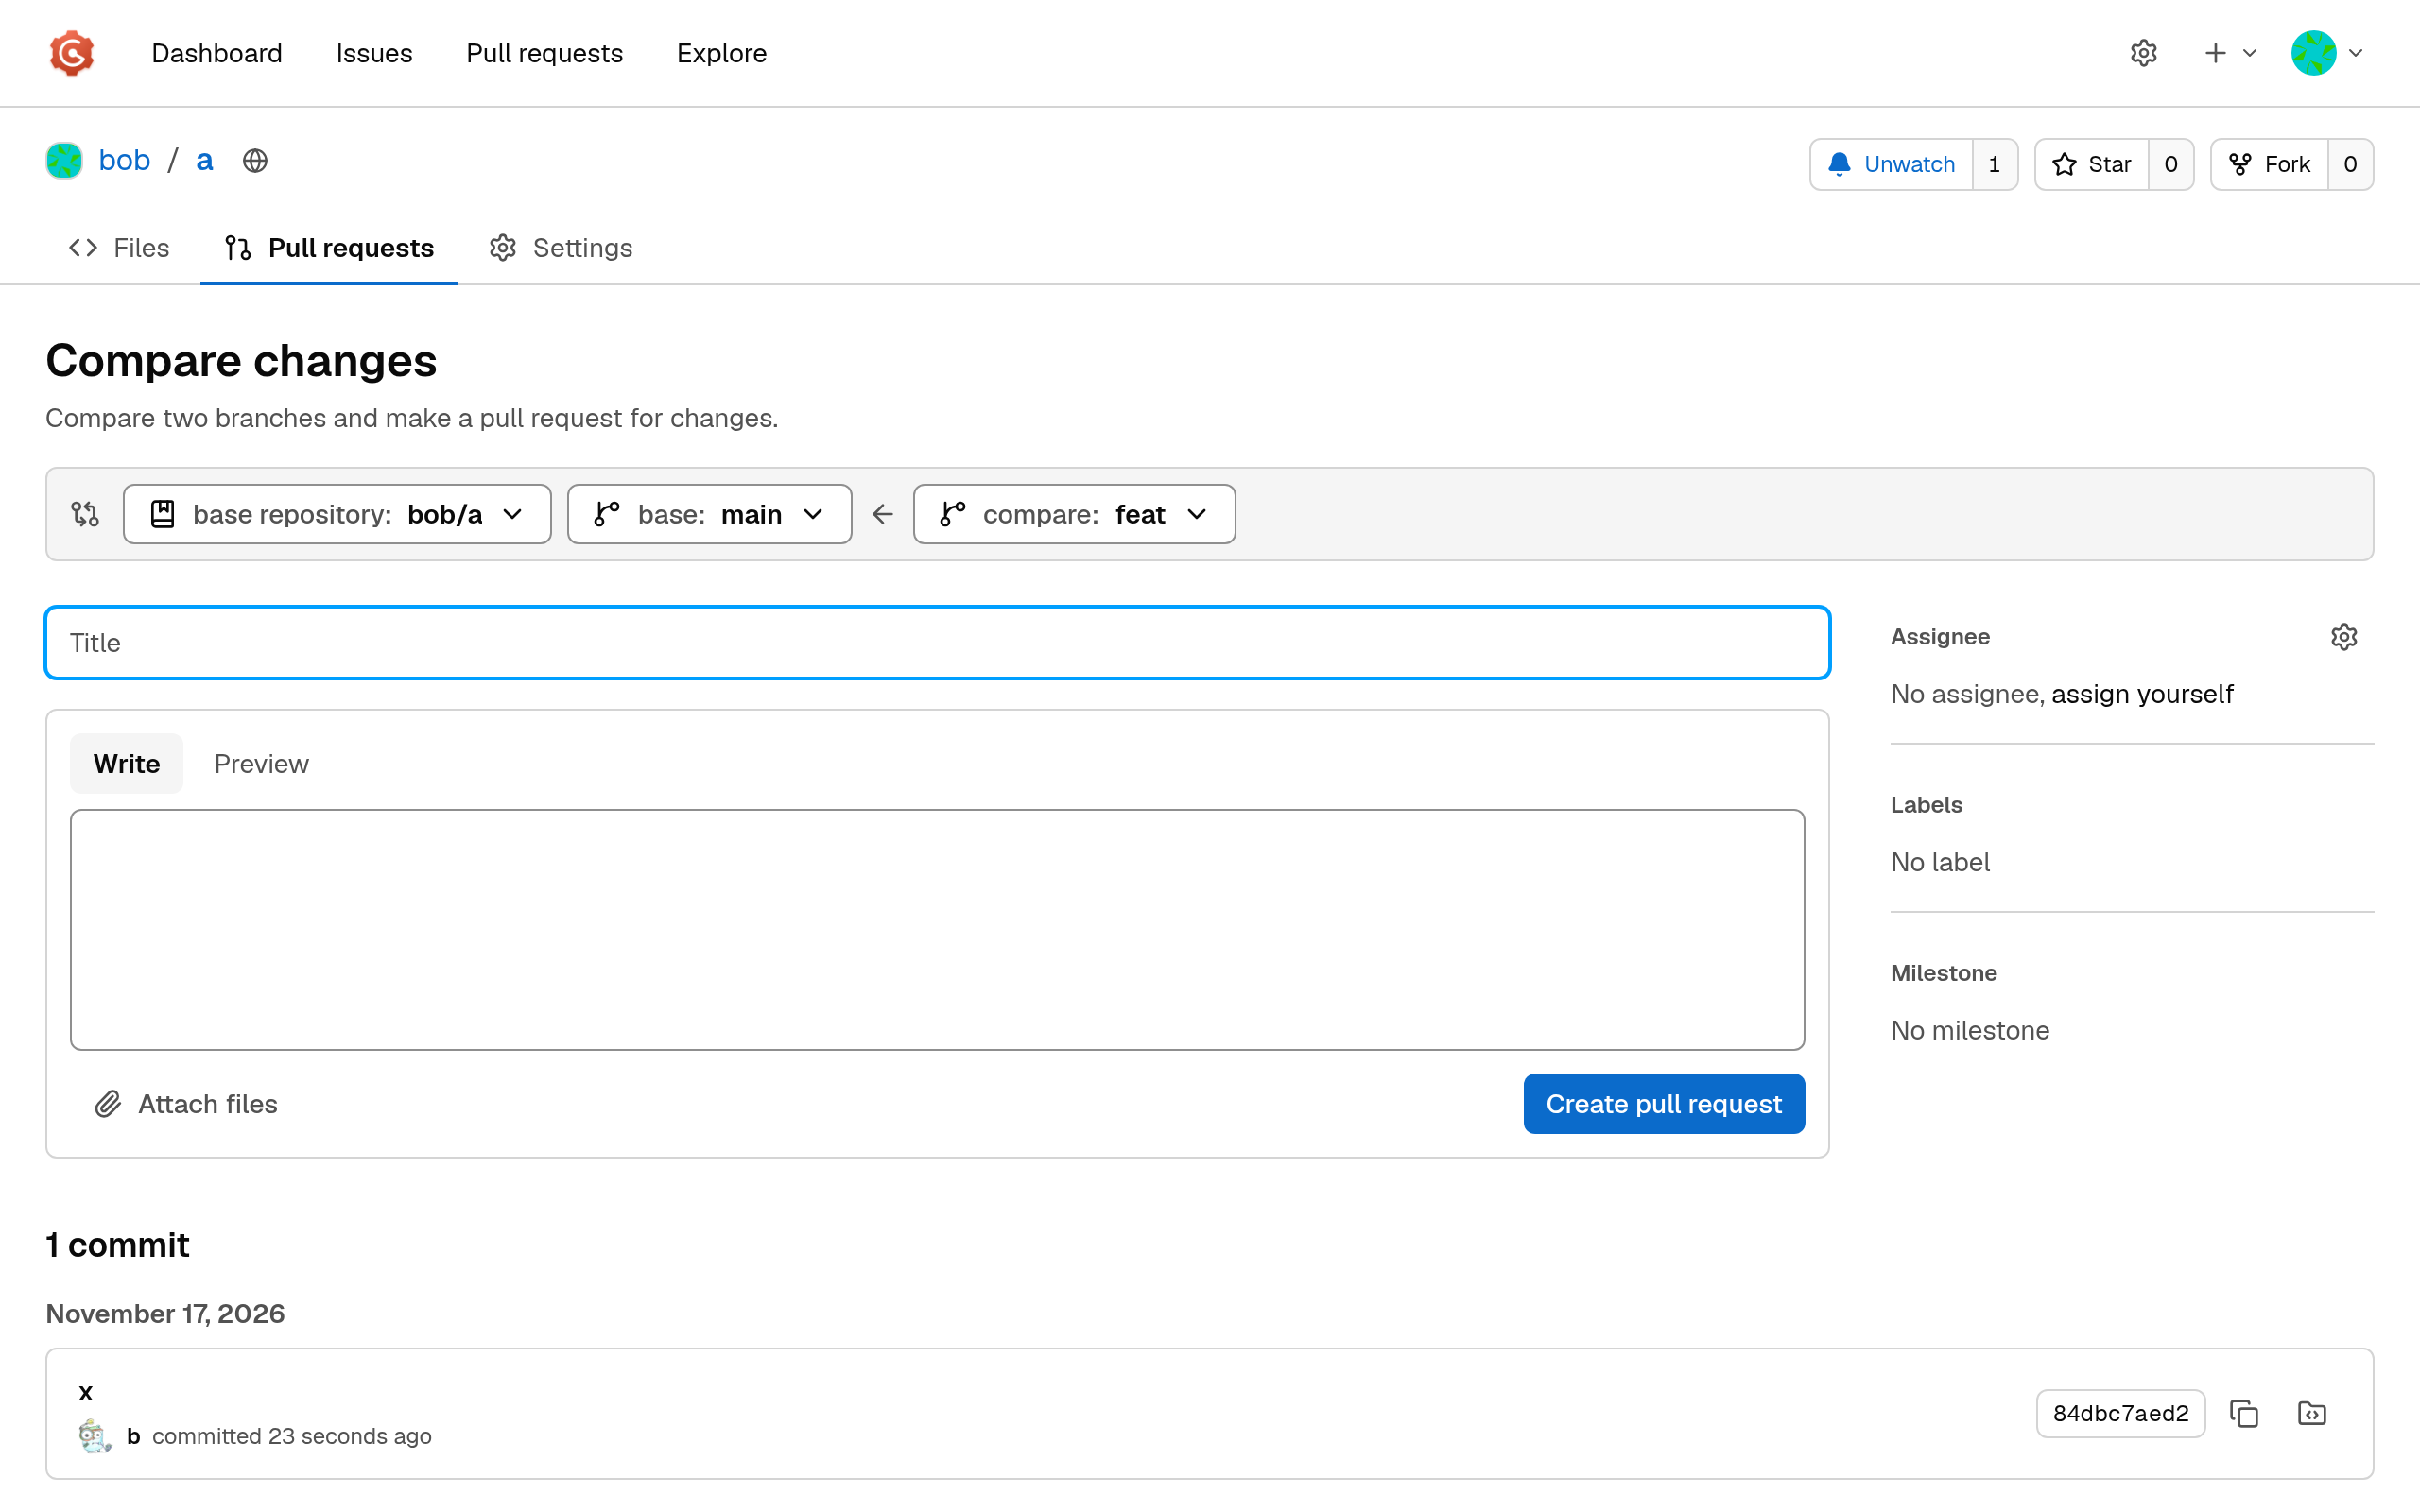 Dashboard Issues Pull requests Explore
bob / a
Unwatch 1 Star 0 Fork 0
Files Pull requests Settings
Compare changes
Compare two branches and make a pull request for changes.
base repository: bob/a base: main compare: feat
Title
Assignee
No assignee, assign yourself
Write Preview
Labels
No label
Milestone
No milestone
Attach files Create pull request
1 commit
November 17, 2026
x
b committed 23 seconds ago
84dbc7aed2